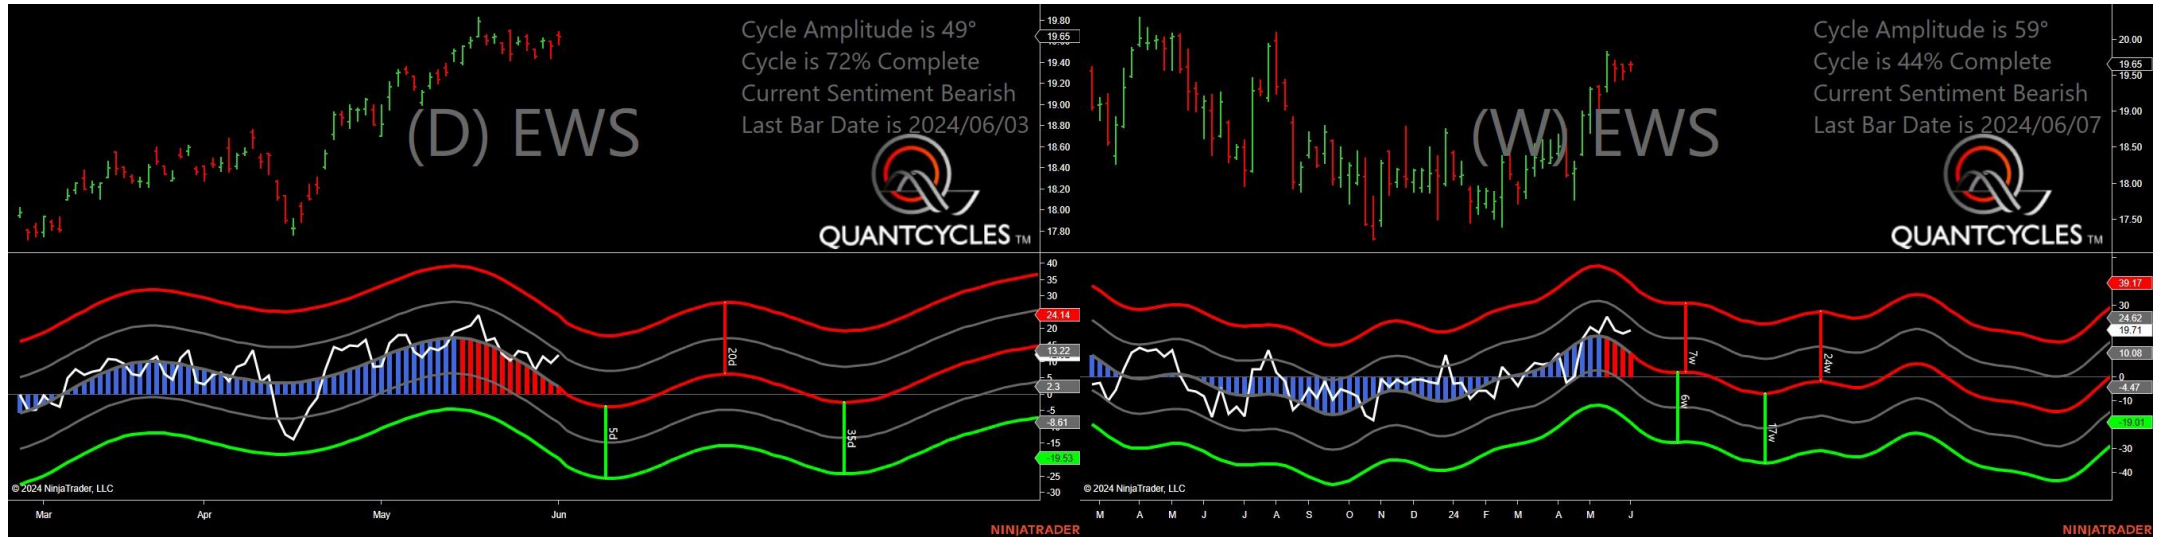 Cycle Amplitude is 49°
Cycle is 72% Complete
Current Sentiment Bearish
Last Bar Date is 2024/06/03
(D) EWS
QUANTCYCLES TM
19.80
19.65
19.40
19.20
19.00
18.80
18.60
18.40
18.20
18.00
17.80
40
35
30
24.14
20
13.22
10
2.3
0
-5
-8.61
-15
-19.53
-25
-30
5d
20d
35d
© 2024 NinjaTrader, LLC
Mar Apr May Jun
NINJATRADER
Cycle Amplitude is 59°
Cycle is 44% Complete
Current Sentiment Bearish
Last Bar Date is 2024/06/07
(W) EWS
QUANTCYCLES TM
20.00
19.65
19.50
19.00
18.50
18.00
17.50
39.17
30
24.62
19.71
10.08
0
-4.47
-10
-19.01
-30
-40
7w
6w
17w
24w
© 2024 NinjaTrader, LLC
M A M J J A S O N D 24 F M A M J
NINJATRADER